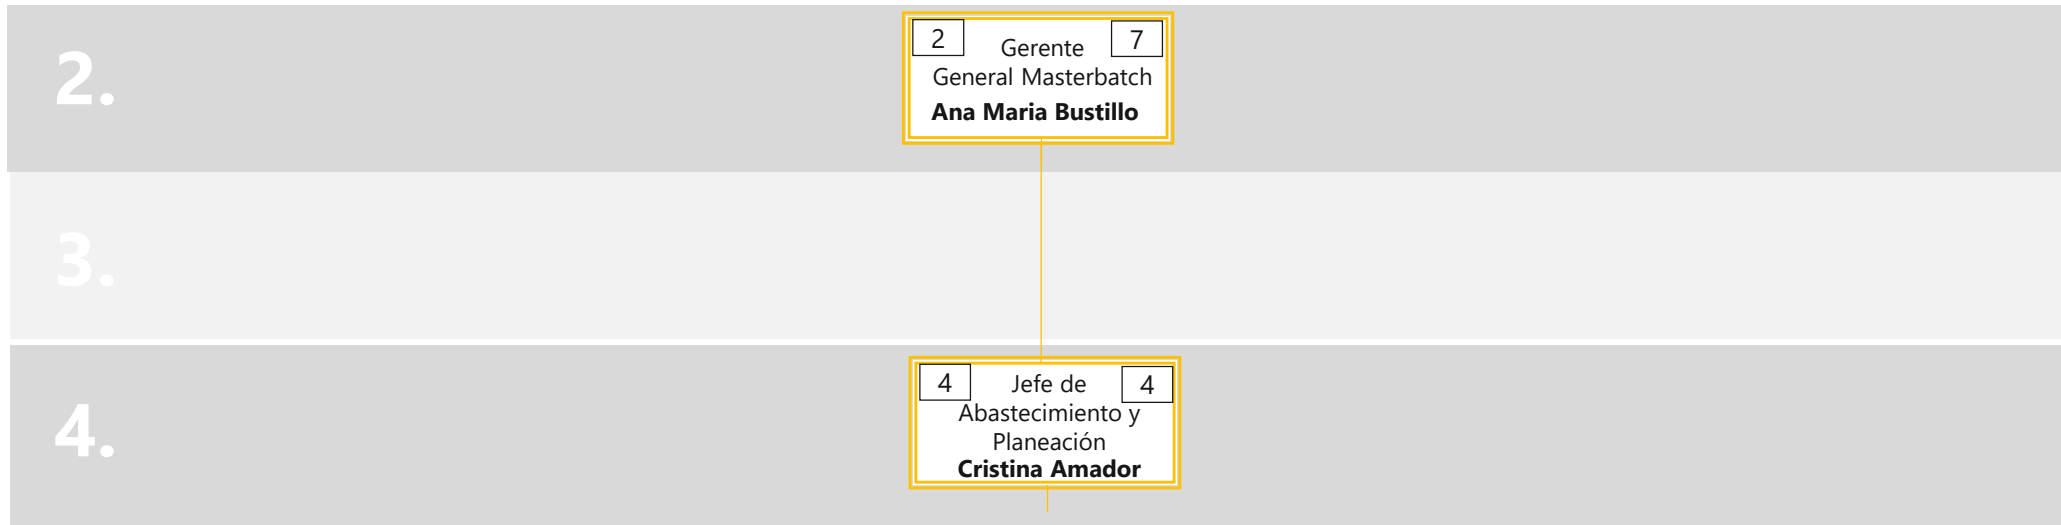 2.
2
7
Gerente
General Masterbatch
Ana Maria Bustillo
3.
4.
4
4
Jefe de
Abastecimiento y
Planeación
Cristina Amador